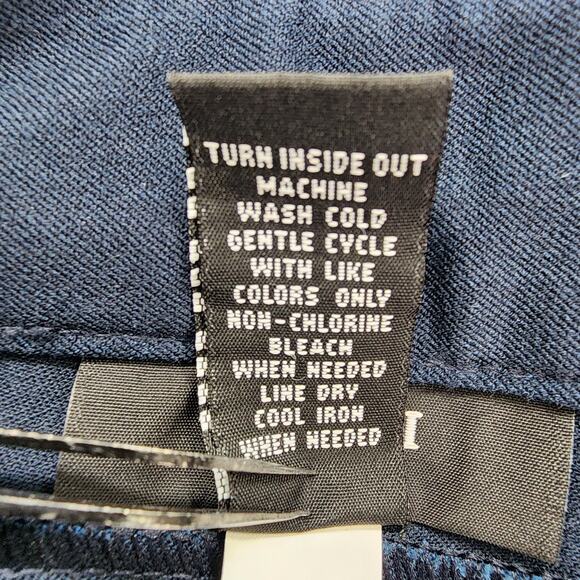 TURN INSIDE OUT
MACHINE
WASH COLD
GENTLE CYCLE
WITH LIKE
COLORS ONLY
NON-CHLORINE
BLEACH
WHEN NEEDED
LINE DRY
COOL IRON
WHEN NEEDED